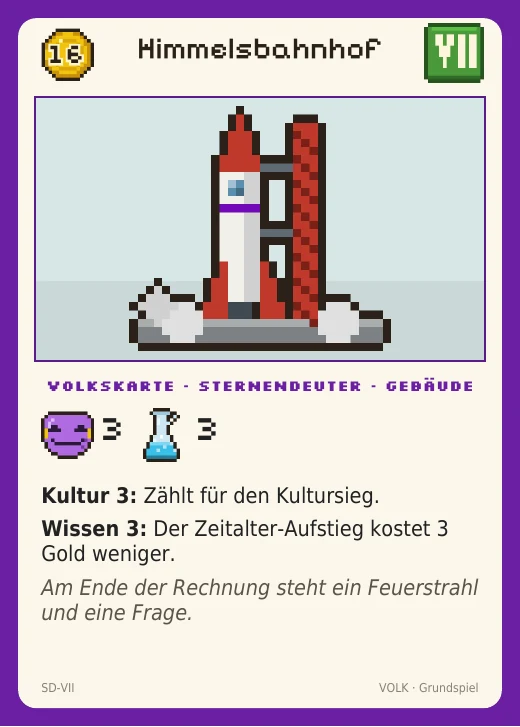 16
Himmelsbahnhof
VII
VOLKSKARTE · STERNENDEUTER · GEBÄUDE
3
3
Kultur 3: Zählt für den Kultursieg.
Wissen 3: Der Zeitalter-Aufstieg kostet 3
Gold weniger.
Am Ende der Rechnung steht ein Feuerstrahl
und eine Frage.
SD-VII
VOLK · Grundspiel